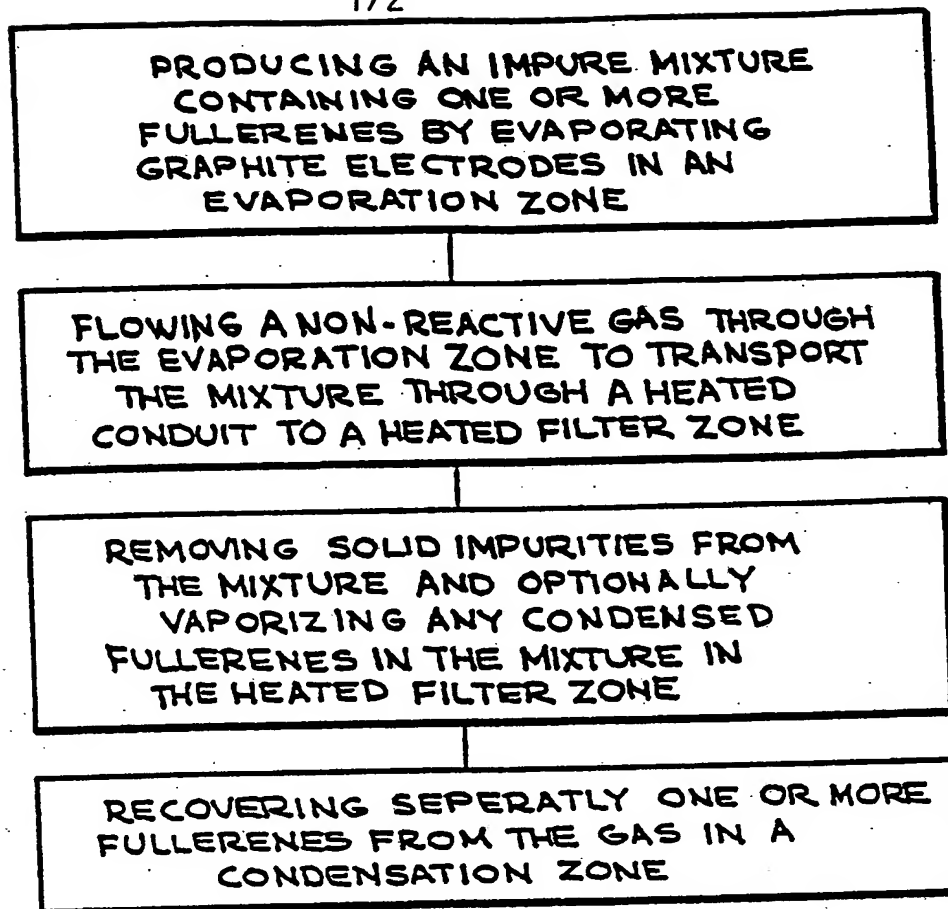 1/2
PRODUCING AN IMPURE MIXTURE
CONTAINING ONE OR MORE
FULLERENES BY EVAPORATING
GRAPHITE ELECTRODES IN AN
EVAPORATION ZONE
FLOWING A NON-REACTIVE GAS THROUGH
THE EVAPORATION ZONE TO TRANSPORT
THE MIXTURE THROUGH A HEATED
CONDUIT TO A HEATED FILTER ZONE
REMOVING SOLID IMPURITIES FROM
THE MIXTURE AND OPTIONALLY
VAPORIZING ANY CONDENSED
FULLERENES IN THE MIXTURE IN
THE HEATED FILTER ZONE
RECOVERING SEPERATLY ONE OR MORE
FULLERENES FROM THE GAS IN A
CONDENSATION ZONE